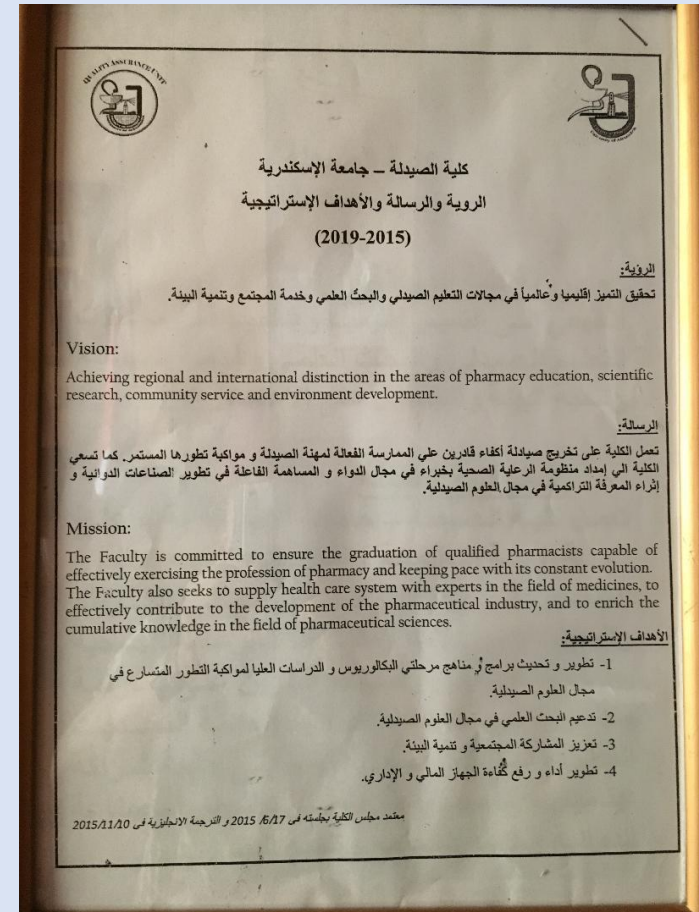 QUALITY ASSURANCE UNIT
كلية الصيدلة – جامعة الإسكندرية
الروية والرسالة والأهداف الإستراتيجية
(2019-2015)
الرؤية:
تحقيق التميز إقليميا وعالمياً في مجالات التعليم الصيدلي والبحث العلمي وخدمة المجتمع وتنمية البيئة.
Vision:
Achieving regional and international distinction in the areas of pharmacy education, scientific
research, community service and environment development.
الرسالة:
تعمل الكلية على تخريج صيادلة أكفاء قادرين علي الممارسة الفعالة لمهنة الصيدلة و مواكبة تطورها المستمر. كما تسعي
الكلية الي إمداد منظومة الرعاية الصحية بخبراء في مجال الدواء و المساهمة الفاعلة في تطوير الصناعات الدوائية و
إثراء المعرفة التراكمية في مجال العلوم الصيدلية.
Mission:
The Faculty is committed to ensure the graduation of qualified pharmacists capable of
effectively exercising the profession of pharmacy and keeping pace with its constant evolution.
The Faculty also seeks to supply health care system with experts in the field of medicines, to
effectively contribute to the development of the pharmaceutical industry, and to enrich the
cumulative knowledge in the field of pharmaceutical sciences.
الأهداف الإستراتيجية:
1- تطوير و تحديث برامج و مناهج مرحلتي البكالوريوس و الدراسات العليا لمواكبة التطور المتسارع في
مجال العلوم الصيدلية.
2- تدعيم البحث العلمي في مجال العلوم الصيدلية.
3- تعزيز المشاركة المجتمعية و تنمية البيئة.
4- تطوير أداء و رفع كفاءة الجهاز المالي و الإداري.
معتمد مجلس الكلية بجلسته فى 6/17/ 2015 و الترجمة الانجليزية فى 2015/11/10